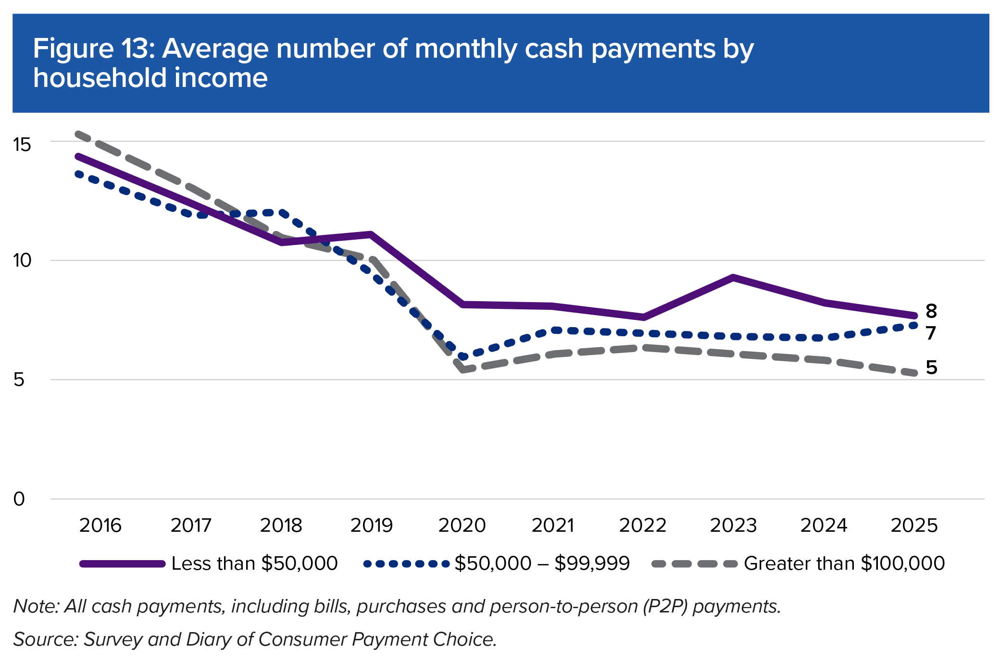 Figure 13: Average number of monthly cash payments by
household income
15
10
5
0
8
7
5
2016 2017 2018 2019 2020 2021 2022 2023 2024 2025
Less than $50,000 $50,000 – $99,999 Greater than $100,000
Note: All cash payments, including bills, purchases and person-to-person (P2P) payments.
Source: Survey and Diary of Consumer Payment Choice.